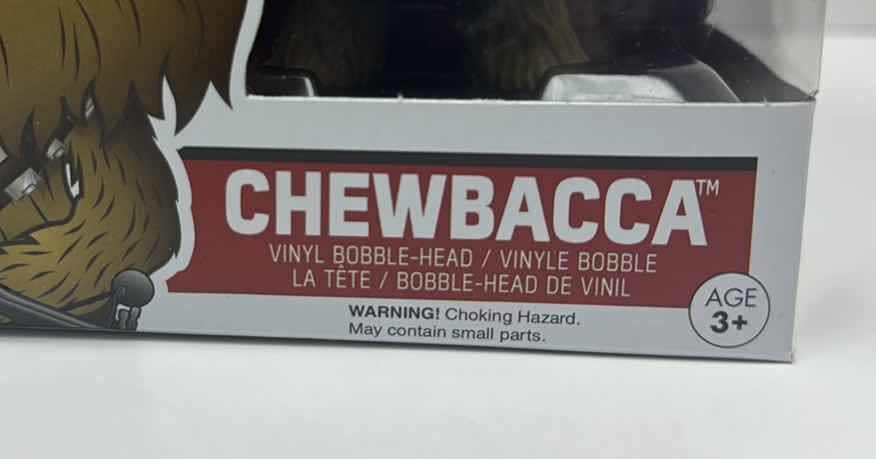 CHEWBACCA™
VINYL BOBBLE-HEAD / VINYLE BOBBLE
LA TÊTE / BOBBLE-HEAD DE VINIL
WARNING! Choking Hazard.
May contain small parts.
AGE
3+